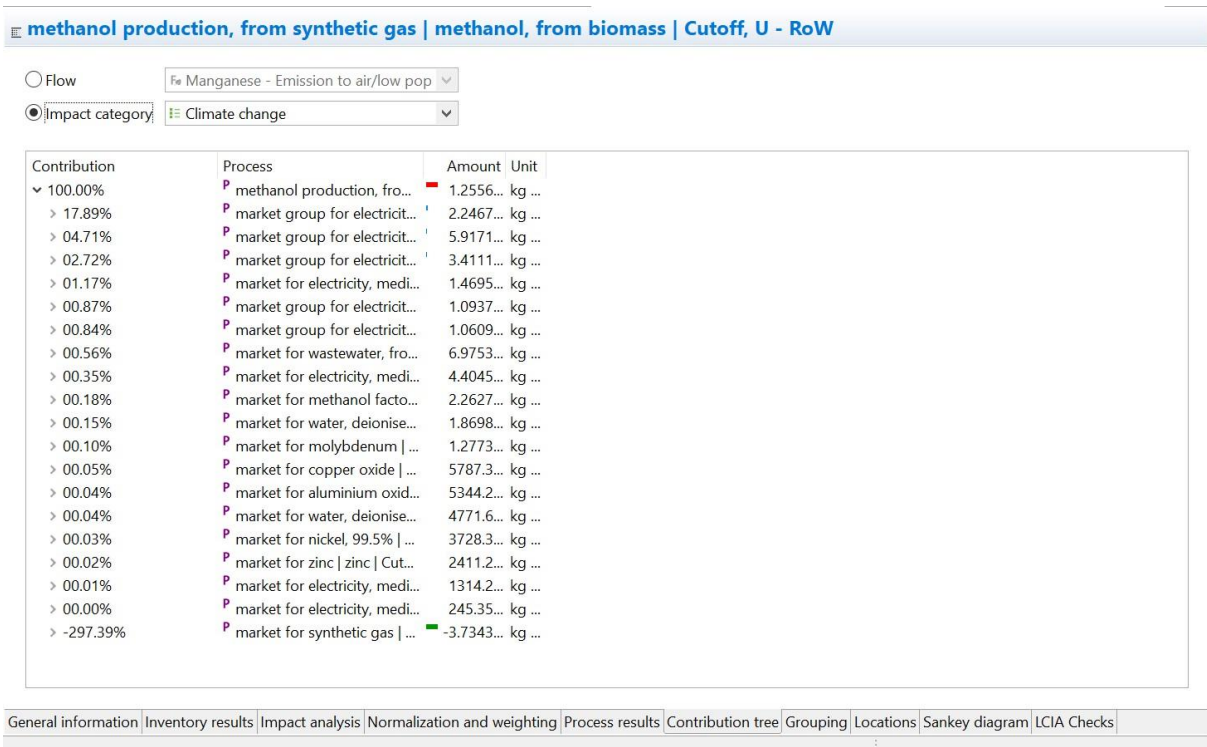 methanol production, from synthetic gas | methanol, from biomass | Cutoff, U - RoW
Flow Fe Manganese - Emission to air/low pop
Impact category Climate change
Contribution Process Amount Unit
100.00% P methanol production, fro... 1.2556... kg ...
17.89% P market group for electricit... 2.2467... kg ...
04.71% P market group for electricit... 5.9171... kg ...
02.72% P market group for electricit... 3.4111... kg ...
01.17% P market for electricity, medi... 1.4695... kg ...
00.87% P market group for electricit... 1.0937... kg ...
00.84% P market group for electricit... 1.0609... kg ...
00.56% P market for wastewater, fro... 6.9753... kg ...
00.35% P market for electricity, medi... 4.4045... kg ...
00.18% P market for methanol facto... 2.2627... kg ...
00.15% P market for water, deionise... 1.8698... kg ...
00.10% P market for molybdenum | ... 1.2773... kg ...
00.05% P market for copper oxide | ... 5787.3... kg ...
00.04% P market for aluminium oxid... 5344.2... kg ...
00.04% P market for water, deionise... 4771.6... kg ...
00.03% P market for nickel, 99.5% | ... 3728.3... kg ...
00.02% P market for zinc | zinc | Cut... 2411.2... kg ...
00.01% P market for electricity, medi... 1314.2... kg ...
00.00% P market for electricity, medi... 245.35... kg ...
-297.39% P market for synthetic gas | ... -3.7343... kg ...
General information Inventory results Impact analysis Normalization and weighting Process results Contribution tree Grouping Locations Sankey diagram LCIA Checks